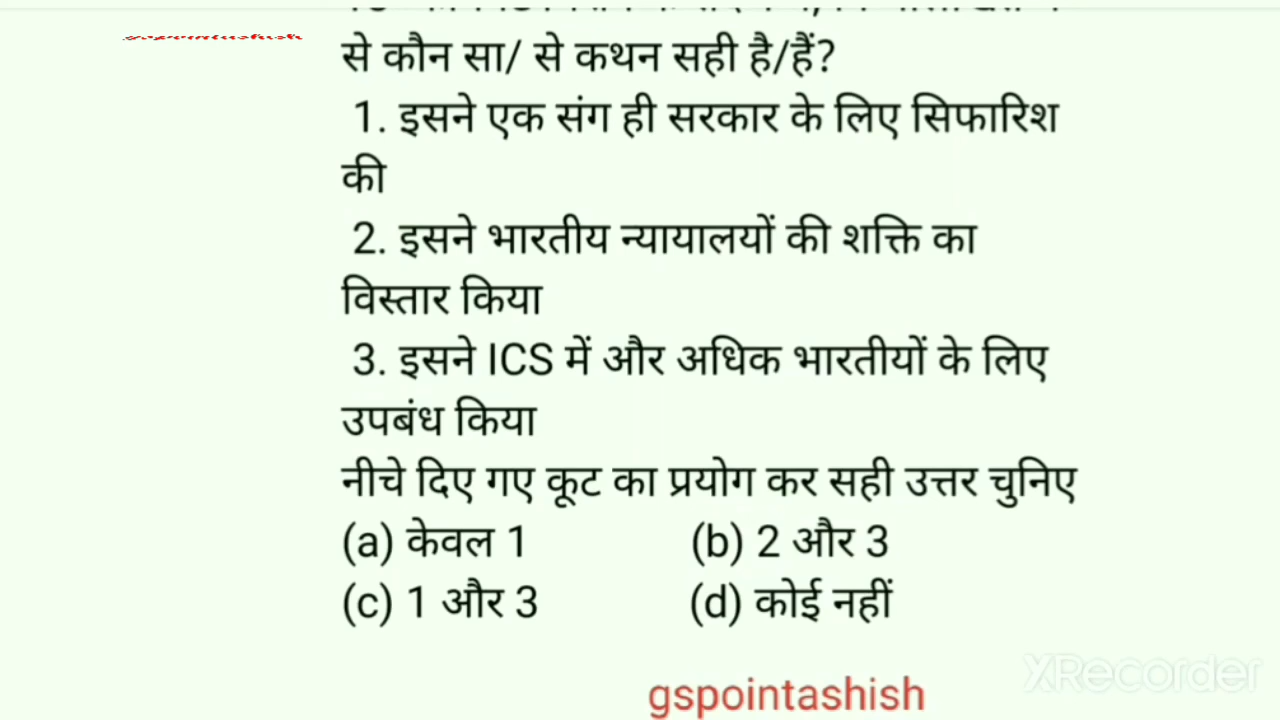 से कौन सा/ से कथन सही है/हैं?
1. इसने एक संग ही सरकार के लिए सिफारिश
की
2. इसने भारतीय न्यायालयों की शक्ति का
विस्तार किया
3. इसने ICS में और अधिक भारतीयों के लिए
उपबंध किया
नीचे दिए गए कूट का प्रयोग कर सही उत्तर चुनिए
(a) केवल 1 (b) 2 और 3
(c) 1 और 3 (d) कोई नहीं
XRecorder
gspointashish